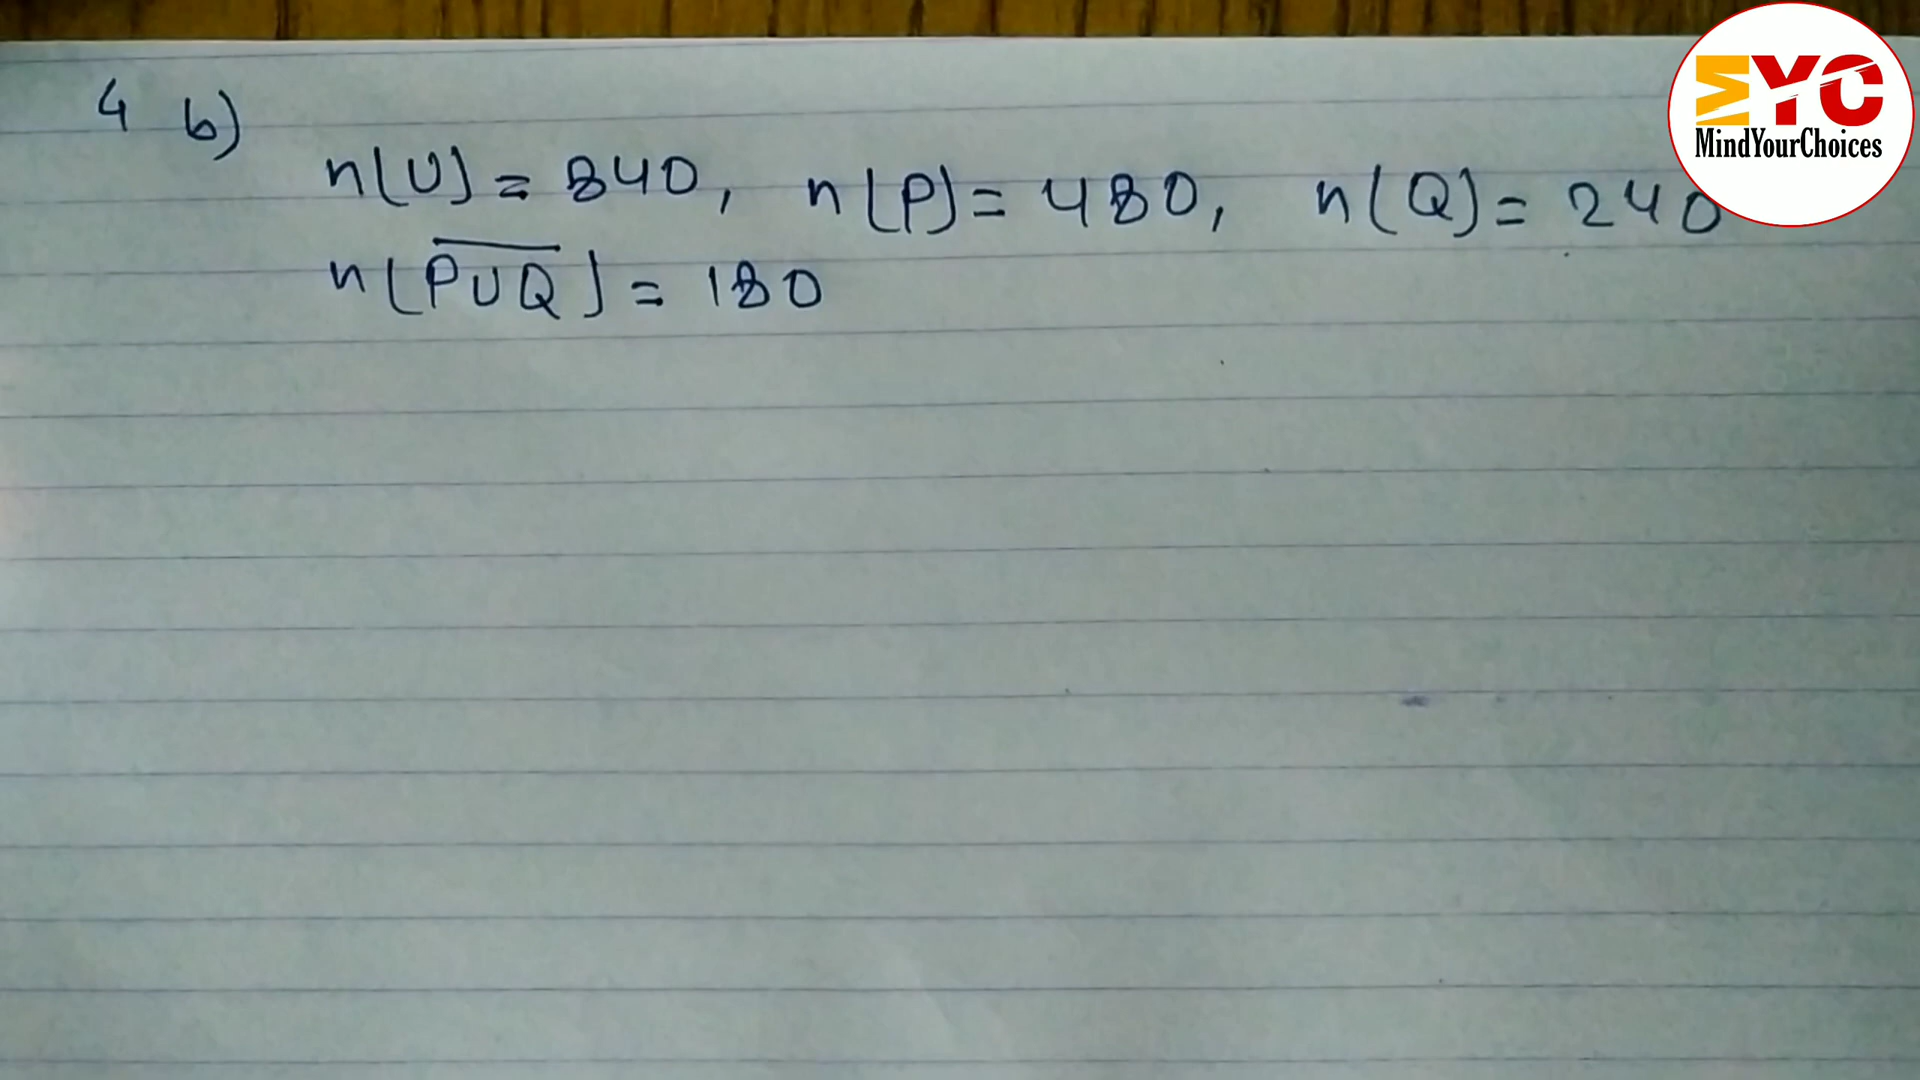 4 b)
n(U) = 840, n(P) = 480, n(Q) = 240
n(P̅U̅Q̅) = 180
MYC
MindYourChoices